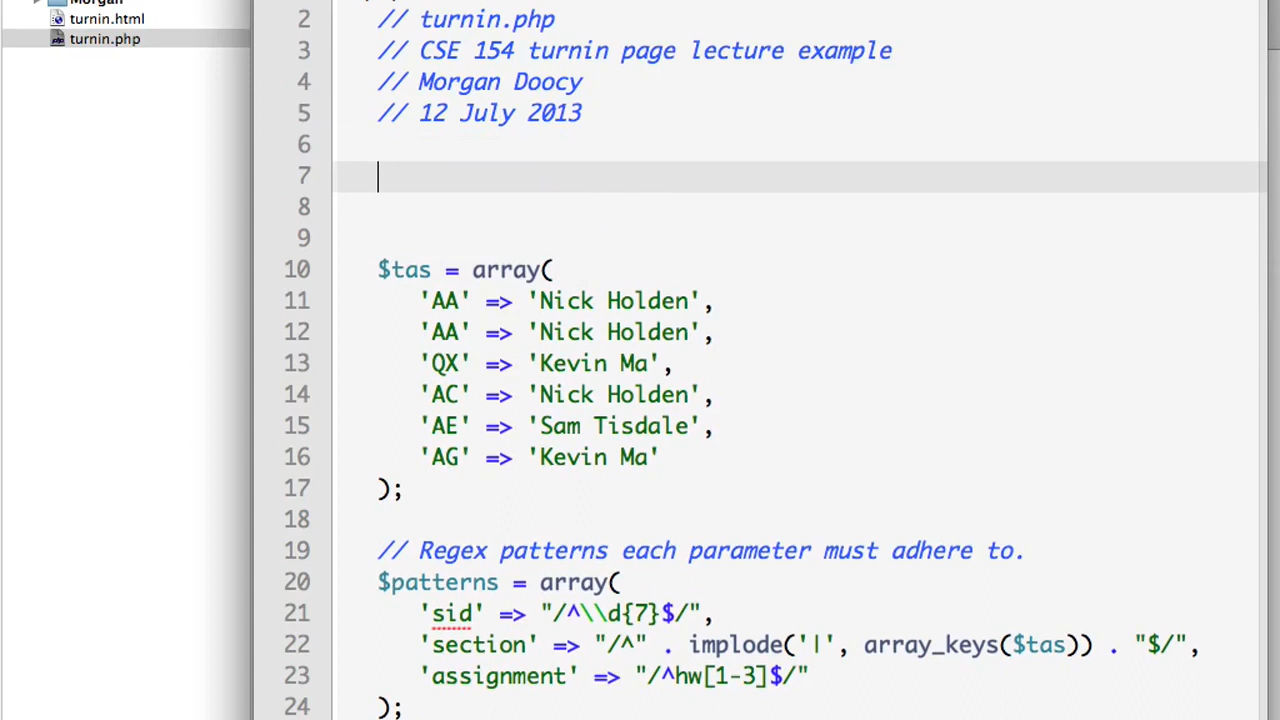 Morgan
turnin.html
turnin.php
2 // turnin.php
3 // CSE 154 turnin page lecture example
4 // Morgan Doocy
5 // 12 July 2013
6
7
8
9
10 $tas = array(
11 'AA' => 'Nick Holden',
12 'AA' => 'Nick Holden',
13 'QX' => 'Kevin Ma',
14 'AC' => 'Nick Holden',
15 'AE' => 'Sam Tisdale',
16 'AG' => 'Kevin Ma'
17 );
18
19 // Regex patterns each parameter must adhere to.
20 $patterns = array(
21 'sid' => "/^\\d{7}$/",
22 'section' => "/^" . implode('|', array_keys($tas)) . "$/",
23 'assignment' => "/^hw[1-3]$/"
24 );